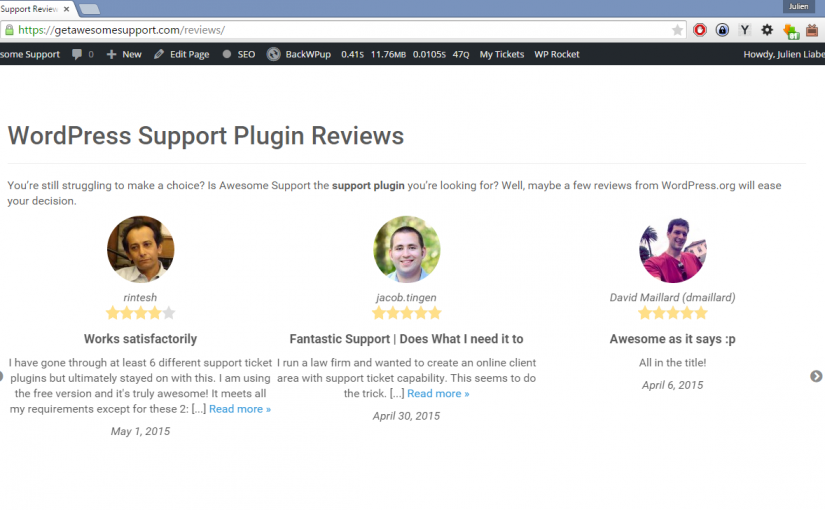 Support Review
Julien
https://getawesomesupport.com/reviews/
some Support 0 New Edit Page SEO BackWPup 0.41S 11.76MB 0.0105S 47Q My Tickets WP Rocket Howdy, Julien Liabe
WordPress Support Plugin Reviews
You're still struggling to make a choice? Is Awesome Support the support plugin you're looking for? Well, maybe a few reviews from WordPress.org will ease
your decision.
rintesh
Works satisfactorily
I have gone through at least 6 different support ticket
plugins but ultimately stayed on with this. I am using
the free version and it's truly awesome! It meets all
my requirements except for these 2: [...] Read more »
May 1, 2015
jacob.tingen
Fantastic Support | Does What I need it to
I run a law firm and wanted to create an online client
area with support ticket capability. This seems to do
the trick. [...] Read more »
April 30, 2015
David Maillard (dmaillard)
Awesome as it says :p
All in the title!
April 6, 2015